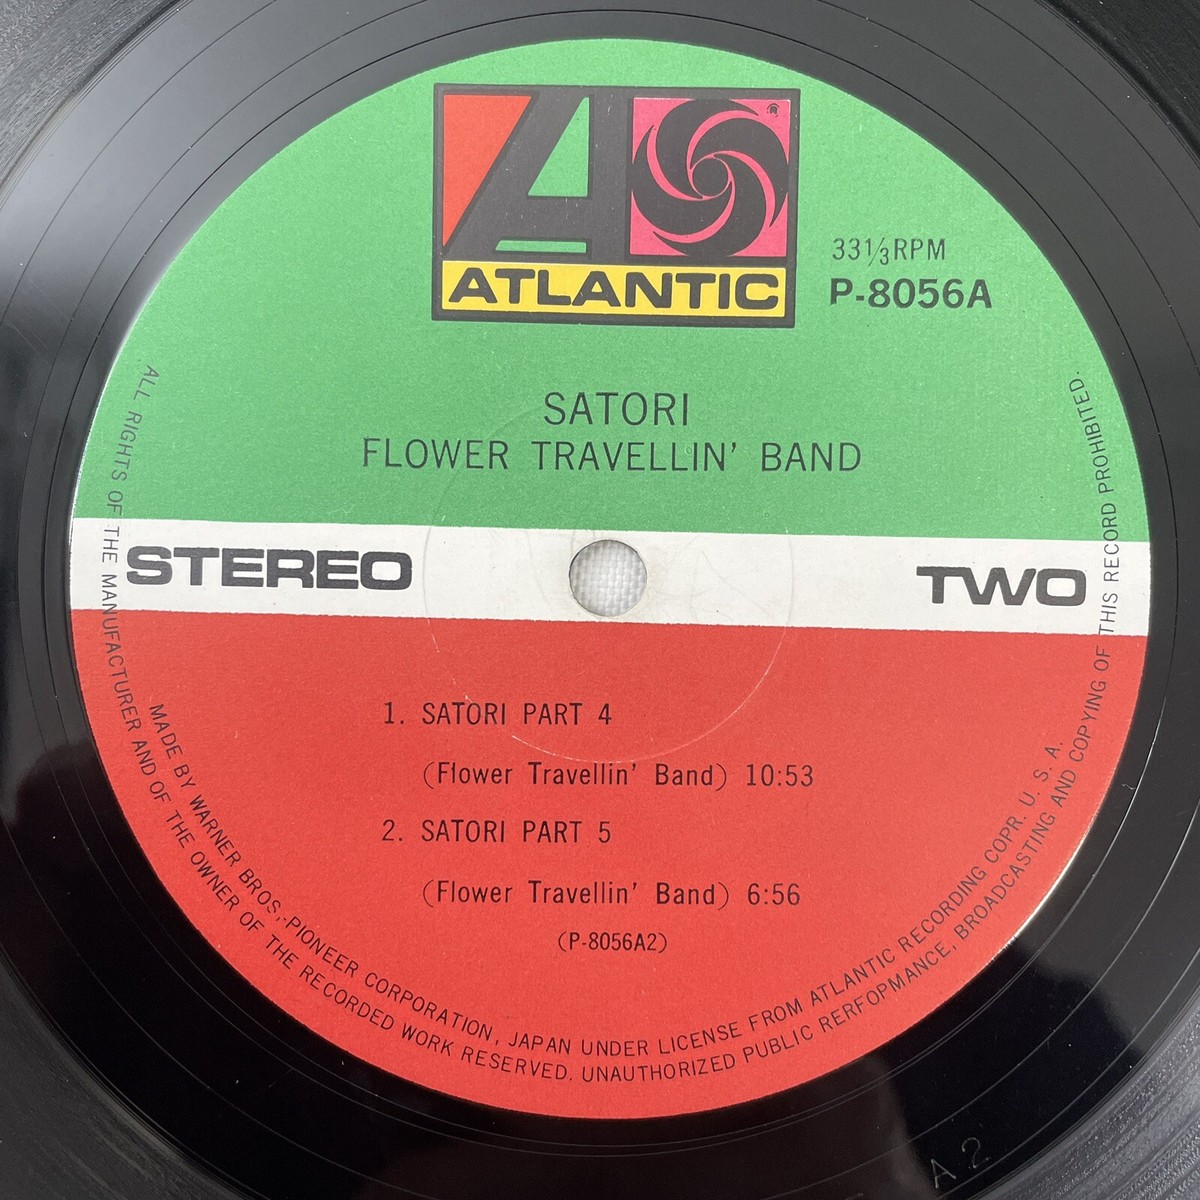 ATLANTIC
33⅓RPM
P-8056A
SATORI
FLOWER TRAVELLIN' BAND
STEREO
TWO
1. SATORI PART 4
(Flower Travellin' Band) 10:53
2. SATORI PART 5
(Flower Travellin' Band) 6:56
(P-8056A2)
MADE BY WARNER BROS.,PIONEER CORPORATION, JAPAN UNDER LICENSE FROM ATLANTIC RECORDING COPR. U. S. A.
ALL RIGHTS OF THE MANUFACTURER AND OF THE OWNER OF THE RECORDED WORK RESERVED. UNAUTHORIZED PUBLIC RERFOPMANCE, BROADCASTING AND COPYING OF THIS RECORD PROHIBITED.
A 2